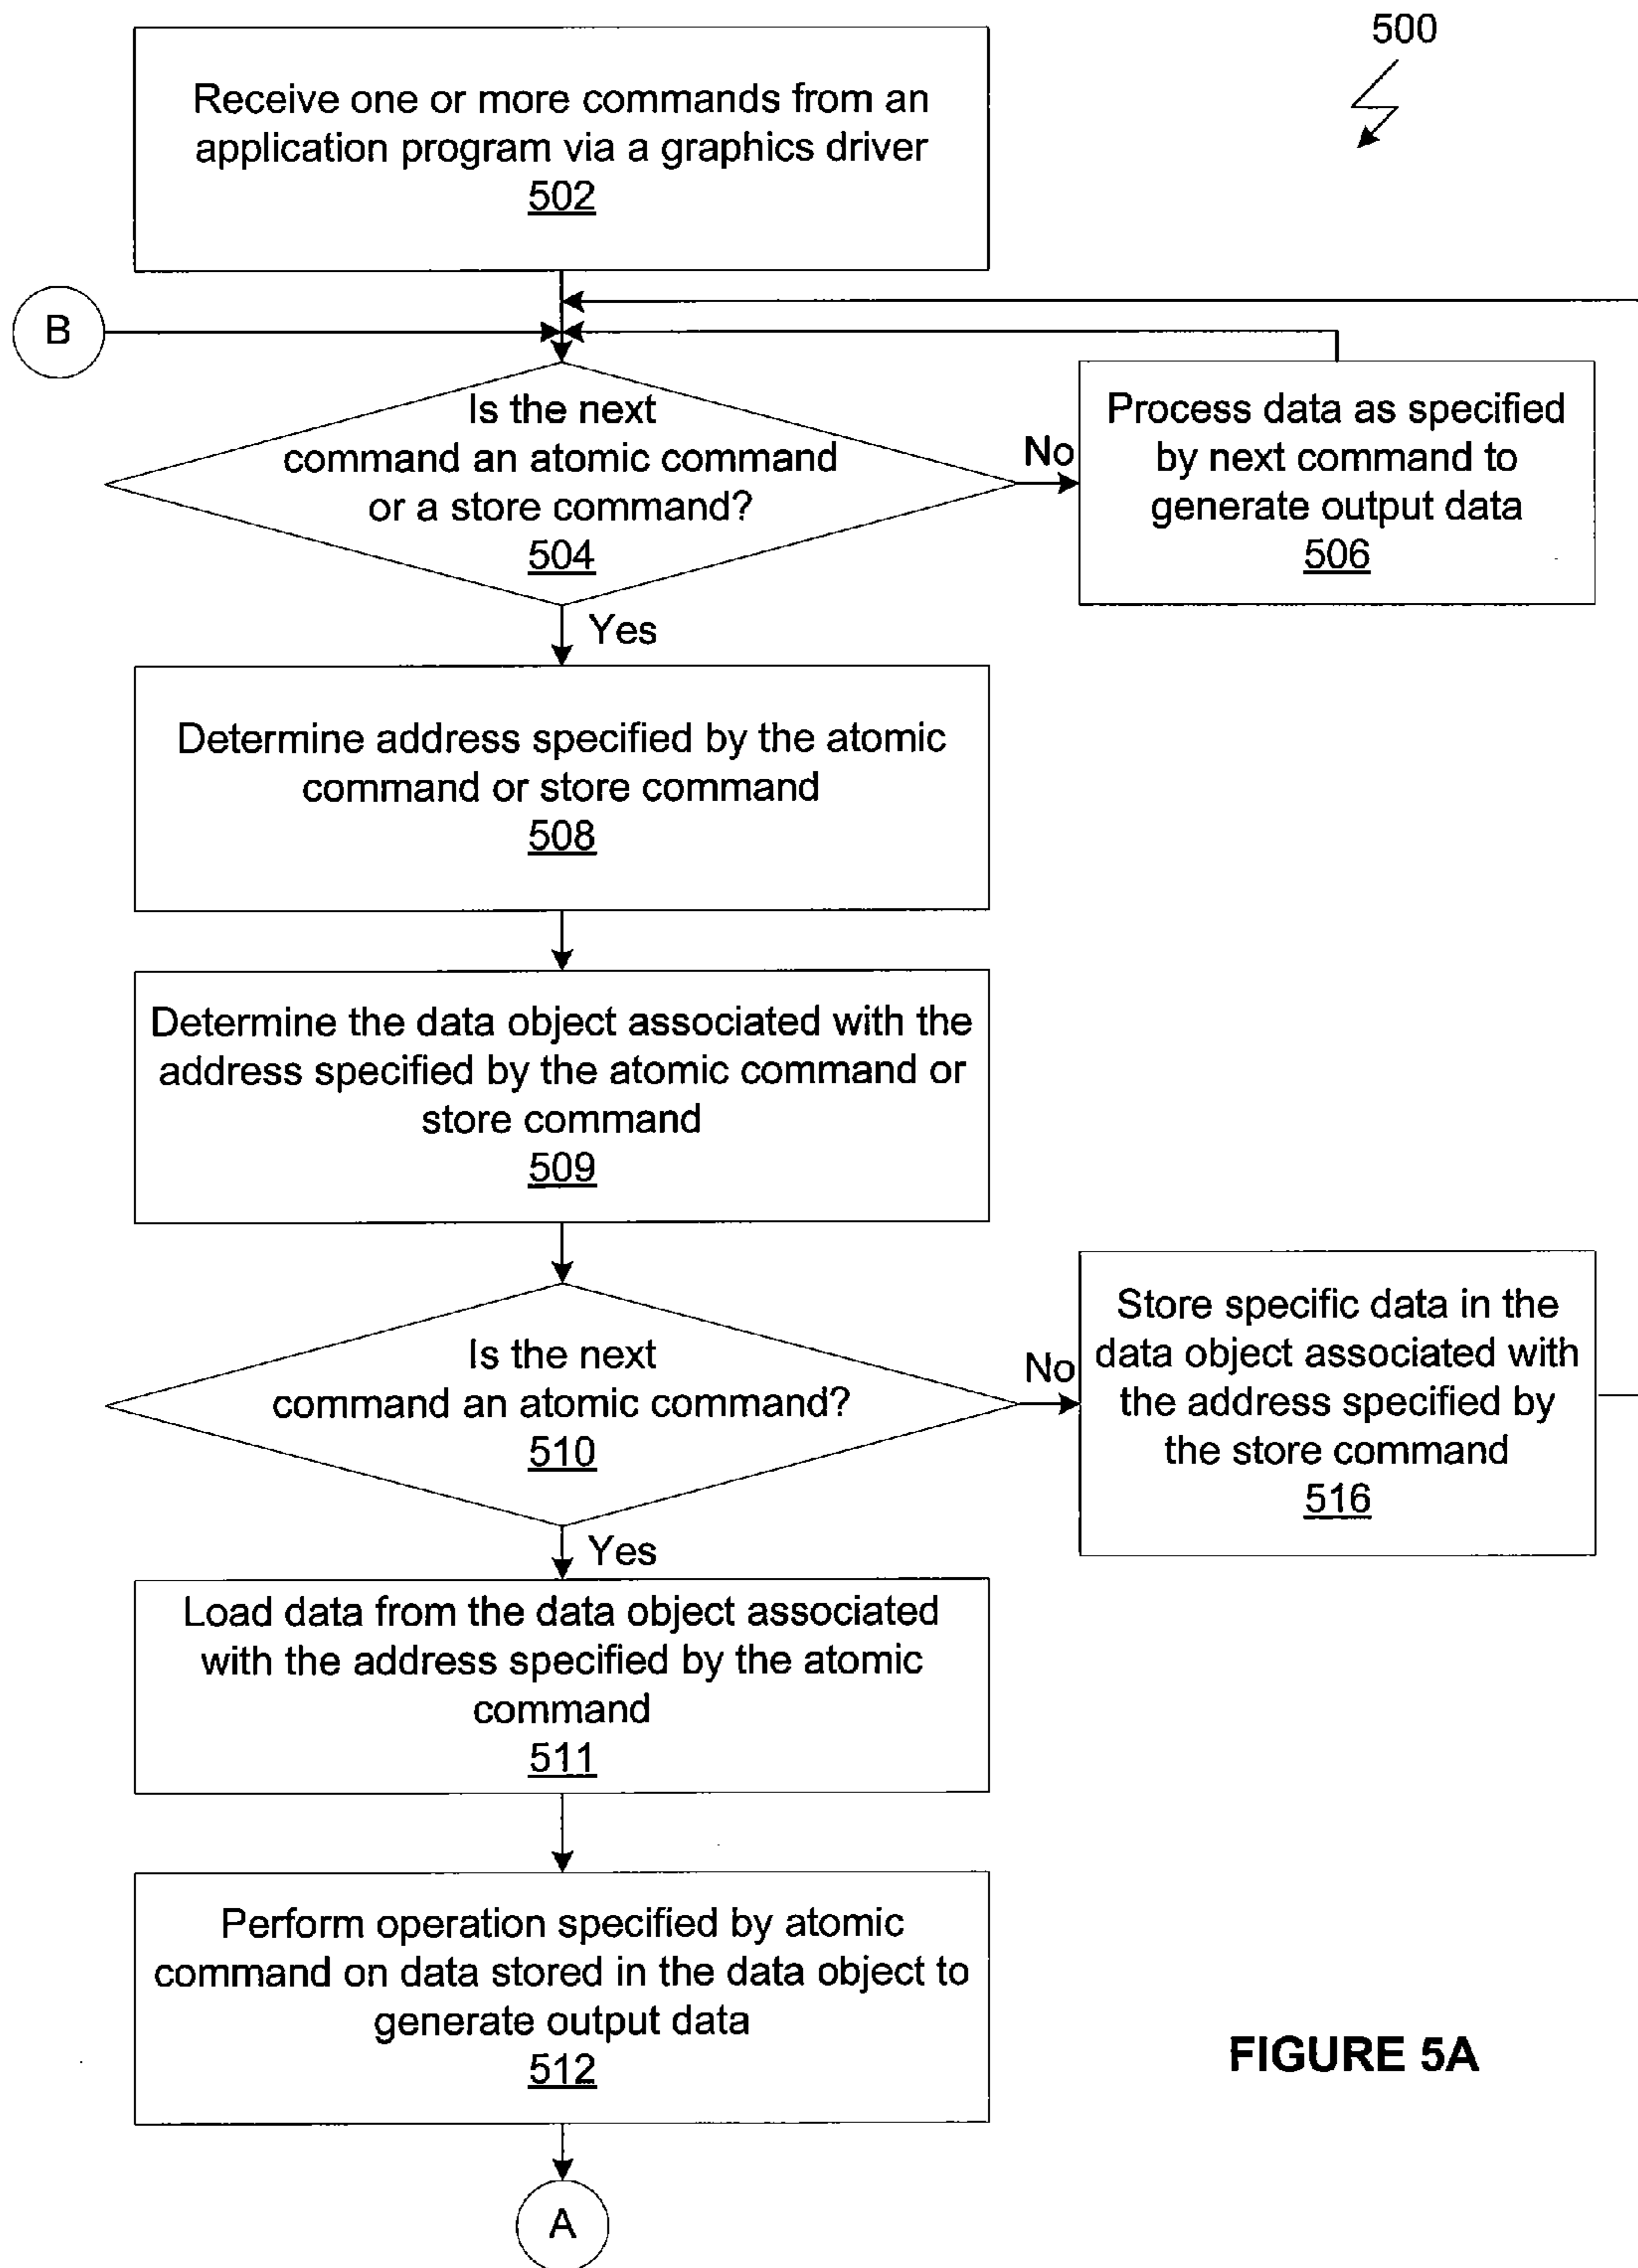 500
Receive one or more commands from an
application program via a graphics driver
502
B
Is the next
command an atomic command
or a store command?
504
No
Process data as specified
by next command to
generate output data
506
Yes
Determine address specified by the atomic
command or store command
508
Determine the data object associated with the
address specified by the atomic command or
store command
509
Is the next
command an atomic command?
510
No
Store specific data in the
data object associated with
the address specified by
the store command
516
Yes
Load data from the data object associated
with the address specified by the atomic
command
511
Perform operation specified by atomic
command on data stored in the data object to
generate output data
512
FIGURE 5A
A